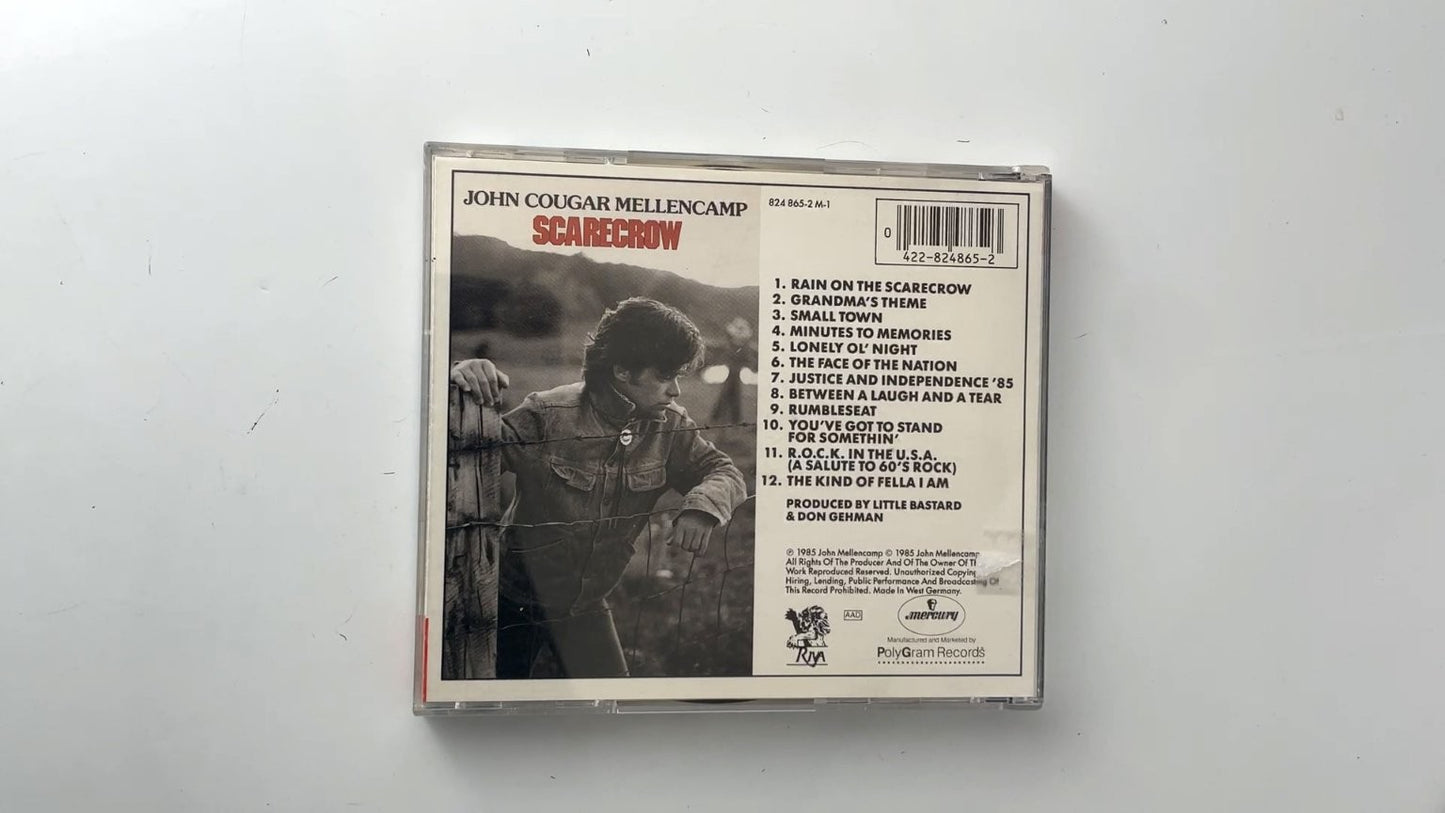 JOHN COUGAR MELLENCAMP
SCARECROW
824 865-2 M-1
0
422-824865-2
1. RAIN ON THE SCARECROW
2. GRANDMA'S THEME
3. SMALL TOWN
4. MINUTES TO MEMORIES
5. LONELY OL' NIGHT
6. THE FACE OF THE NATION
7. JUSTICE AND INDEPENDENCE '85
8. BETWEEN A LAUGH AND A TEAR
9. RUMBLESEAT
10. YOU'VE GOT TO STAND
FOR SOMETHIN'
11. R.O.C.K. IN THE U.S.A.
(A SALUTE TO 60'S ROCK)
12. THE KIND OF FELLA I AM
PRODUCED BY LITTLE BASTARD
& DON GEHMAN
℗ 1985 John Mellencamp © 1985 John Mellencamp
All Rights Of The Producer And Of The Owner Of
Work Reproduced Reserved. Unauthorized Copying
Hiring, Lending, Public Performance And Broadcasting Of
This Record Prohibited. Made In West Germany.
RIVA
AAD
mercury
Manufactured and Marketed by
PolyGram Records